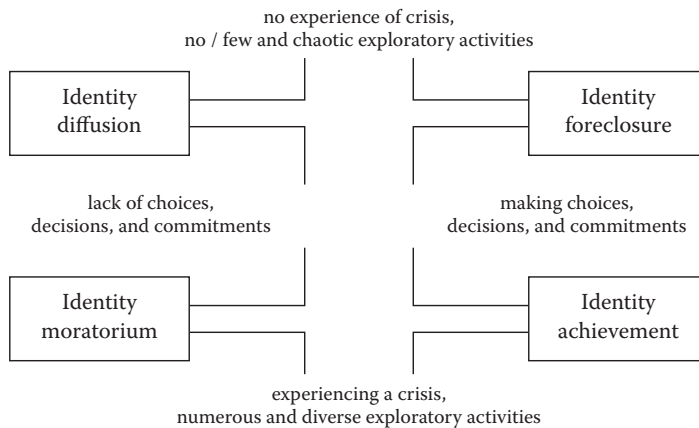 no experience of crisis,
no / few and chaotic exploratory activities
Identity
diffusion
Identity
foreclosure
lack of choices,
decisions, and commitments
making choices,
decisions, and commitments
Identity
moratorium
Identity
achievement
experiencing a crisis,
numerous and diverse exploratory activities